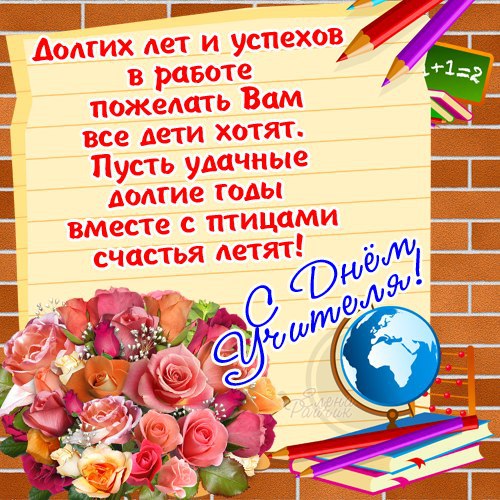 Долгих лет и успехов
в работе
пожелать Вам
все дети хотят.
Пусть удачные
долгие годы
вместе с птицами
счастья летят!
С Днём
Учителя!
1+1=2
Елена